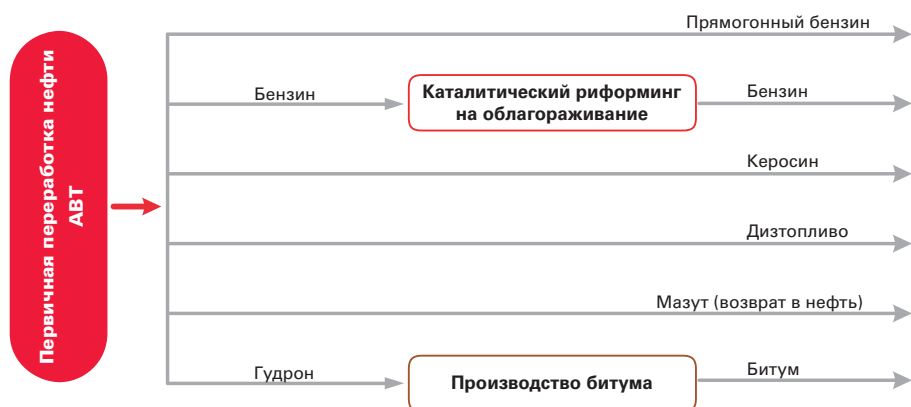 Первичная переработка нефти
АВТ
Прямогонный бензин
Бензин
Каталитический риформинг
на облагораживание
Бензин
Керосин
Дизтопливо
Мазут (возврат в нефть)
Гудрон
Производство битума
Битум